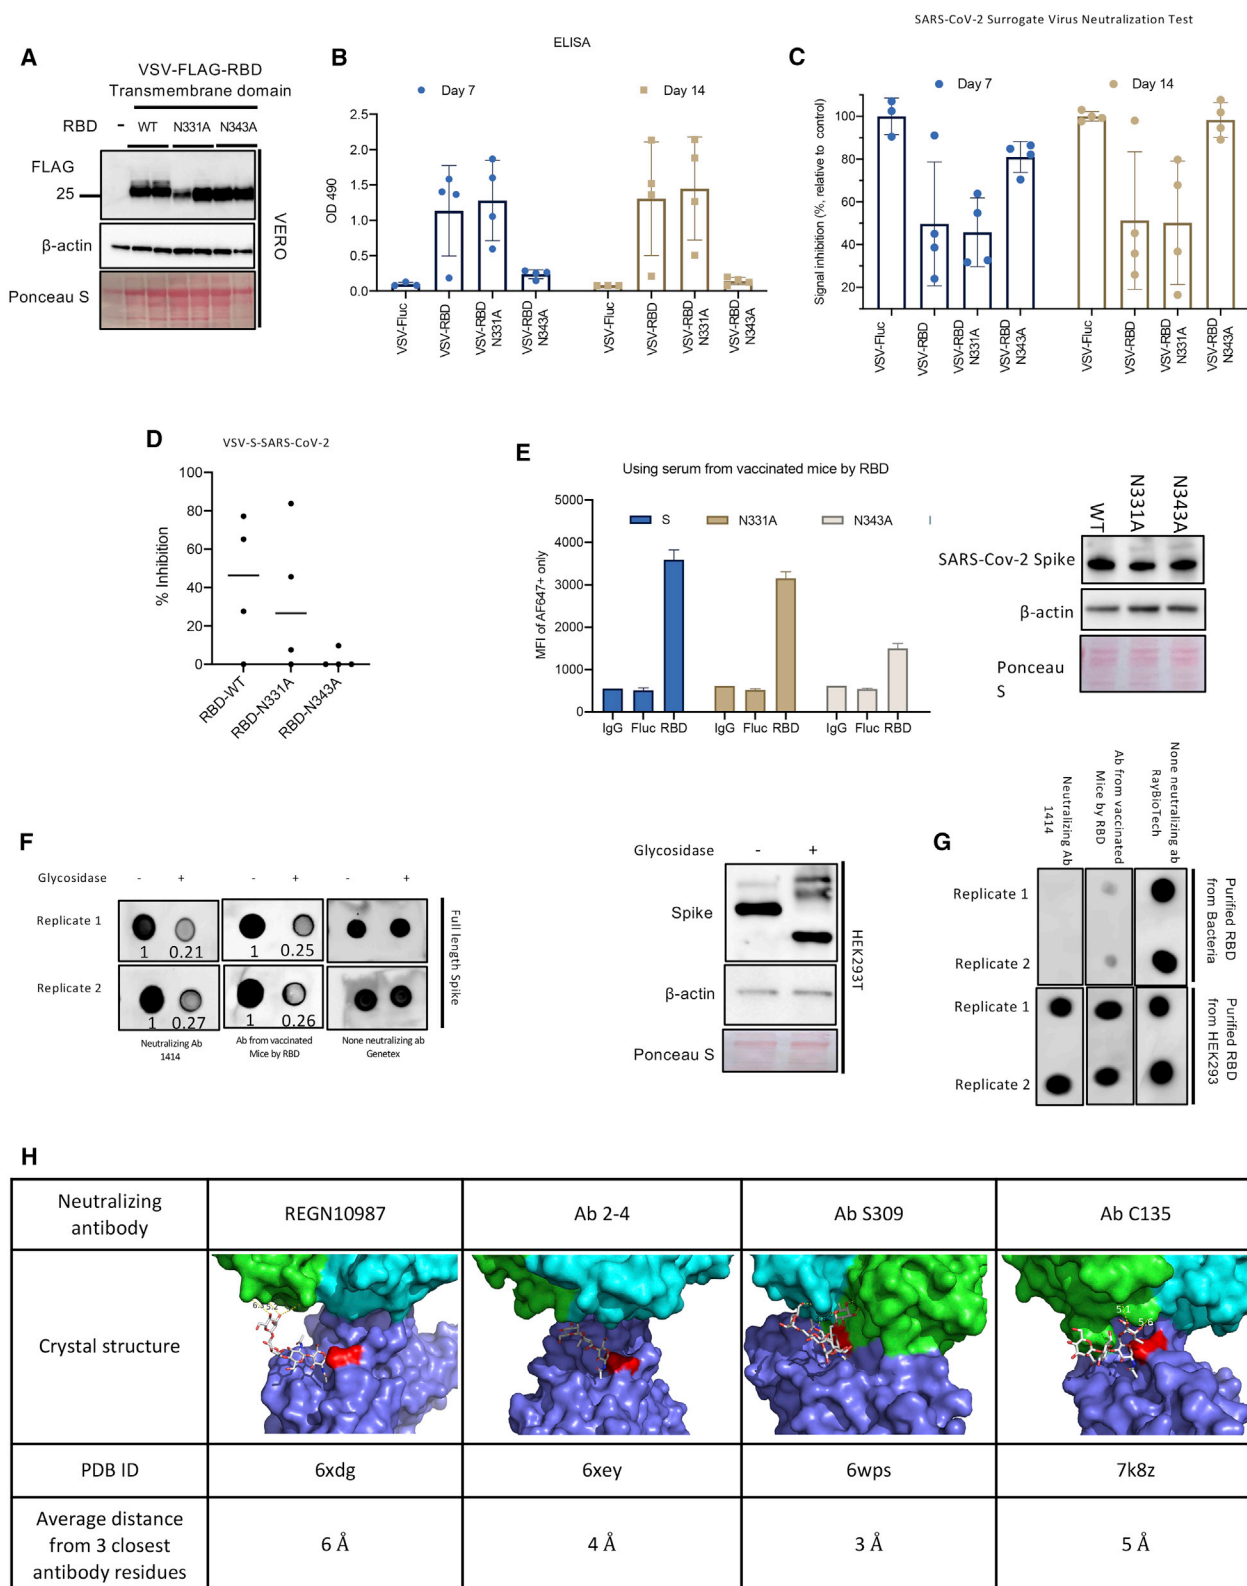 SARS-CoV-2 Surrogate Virus Neutralization Test
A
VSV-FLAG-RBD
Transmembrane domain
RBD
-
WT
N331A
N343A
FLAG
25
β-actin
Ponceau S
VERO
B
ELISA
Day 7
Day 14
OD 490
2.5
2.0
1.5
1.0
0.5
0.0
VSV-Fluc
VSV-RBD
VSV-RBD
N331A
VSV-RBD
N343A
VSV-Fluc
VSV-RBD
VSV-RBD
N331A
VSV-RBD
N343A
C
Day 7
Day 14
Signal inhibition (%, relative to control)
100
80
60
40
20
VSV-Fluc
VSV-RBD
VSV-RBD
N331A
VSV-RBD
N343A
VSV-Fluc
VSV-RBD
VSV-RBD
N331A
VSV-RBD
N343A
D
VSV-S-SARS-CoV-2
% Inhibition
100
80
60
40
20
0
RBD-WT
RBD-N331A
RBD-N343A
E
Using serum from vaccinated mice by RBD
S
N331A
N343A
MFI of AF647+ only
5000
4000
3000
2000
1000
0
IgG Fluc RBD
IgG Fluc RBD
IgG Fluc RBD
WT
N331A
N343A
SARS-Cov-2 Spike
β-actin
Ponceau
S
F
Glycosidase - + - + - +
Replicate 1
1 0.21
1 0.25
Replicate 2
1 0.27
1 0.26
Neutralizing Ab
1414
Ab from vaccinated
Mice by RBD
None neutralizing ab
Genetex
Full length Spike
Glycosidase - +
Spike
β-actin
Ponceau S
HEK293T
G
Neutralizing Ab
1414
Ab from vaccinated
Mice by RBD
None neutralizing ab
RayBioTech
Replicate 1
Replicate 2
Replicate 1
Replicate 2
Purified RBD
from Bacteria
Purified RBD
from HEK293
H
Neutralizing
antibody
REGN10987
Ab 2-4
Ab S309
Ab C135
Crystal structure
5.2
5.1
5.6
PDB ID
6xdg
6xey
6wps
7k8z
Average distance
from 3 closest
antibody residues
6 Å
4 Å
3 Å
5 Å